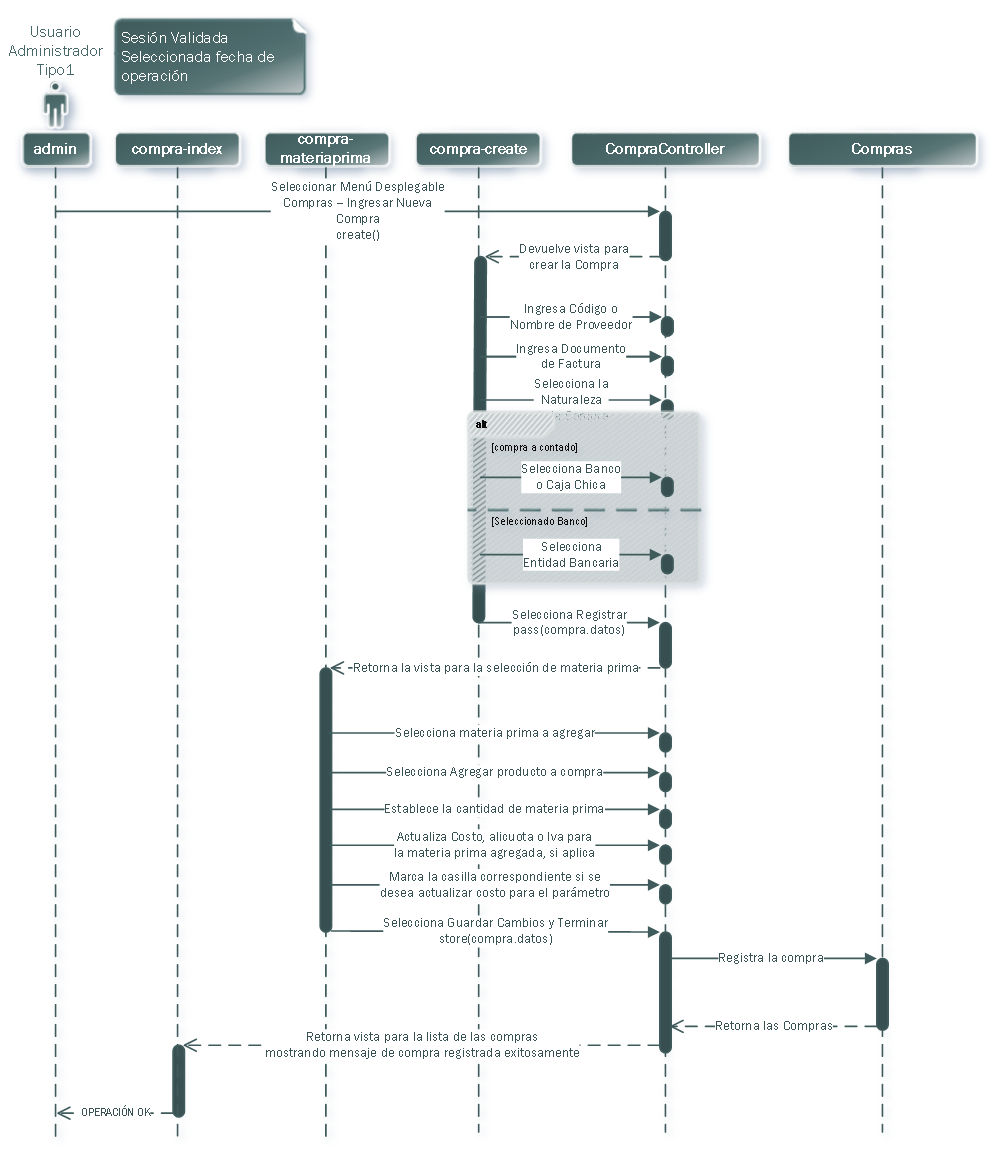 Usuario
Administrador
Tipo1
Sesión Validada
Seleccionada fecha de
operación
admin
compra-index
compra-
materiaprima
compra-create
CompraController
Compras
Seleccionar Menú Desplegable
Compras – Ingresar Nueva
Compra
create()
Devuelve vista para
crear la Compra
Ingresa Código o
Nombre de Proveedor
Ingresa Documento
de Factura
Selecciona la
Naturaleza
alt
[compra a contado]
Selecciona Banco
o Caja Chica
[Seleccionado Banco]
Selecciona
Entidad Bancaria
Selecciona Registrar
pass(compra.datos)
Retorna la vista para la selección de materia prima
Selecciona materia prima a agregar
Selecciona Agregar producto a compra
Establece la cantidad de materia prima
Actualiza Costo, alicuota o Iva para
la materia prima agregada, si aplica
Marca la casilla correspondiente si se
desea actualizar costo para el parámetro
Selecciona Guardar Cambios y Terminar
store(compra.datos)
Registra la compra
Retorna las Compras
Retorna vista para la lista de las compras
mostrando mensaje de compra registrada exitosamente
OPERACIÓN OK